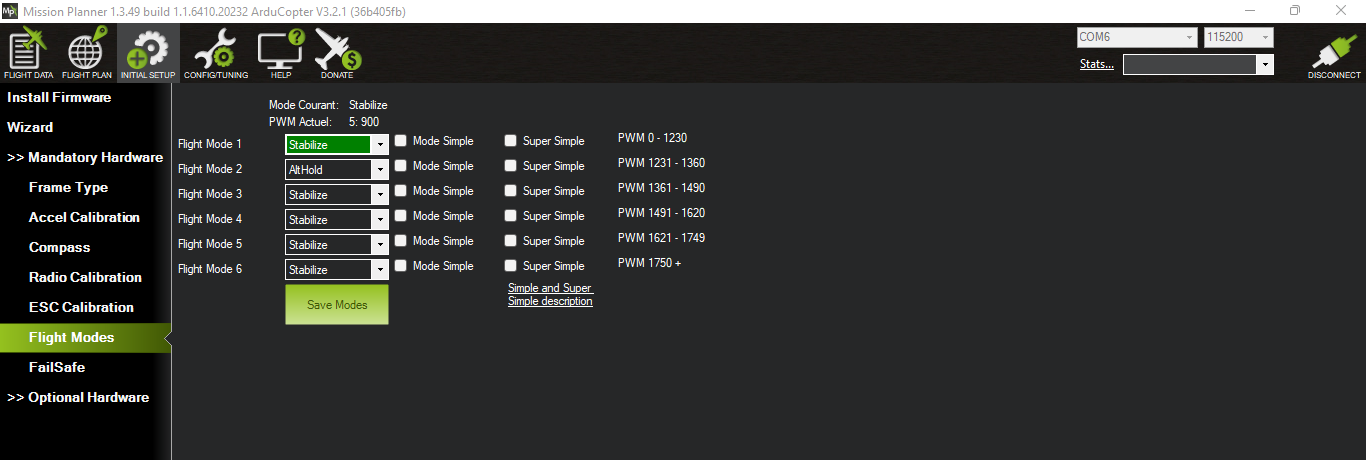 Mission Planner 1.3.49 build 1.1.6410.20232 ArduCopter V3.2.1 (36b405fb)
FLIGHT DATA FLIGHT PLAN INITIAL SETUP CONFIG/TUNING HELP DONATE
COM6 115200
Stats...
DISCONNECT
Install Firmware
Wizard
>> Mandatory Hardware
Frame Type
Accel Calibration
Compass
Radio Calibration
ESC Calibration
Flight Modes
FailSafe
>> Optional Hardware
Mode Courant: Stabilize
PWM Actuel: 5: 900
Flight Mode 1 Stabilize Mode Simple Super Simple PWM 0 - 1230
Flight Mode 2 AltHold Mode Simple Super Simple PWM 1231 - 1360
Flight Mode 3 Stabilize Mode Simple Super Simple PWM 1361 - 1490
Flight Mode 4 Stabilize Mode Simple Super Simple PWM 1491 - 1620
Flight Mode 5 Stabilize Mode Simple Super Simple PWM 1621 - 1749
Flight Mode 6 Stabilize Mode Simple Super Simple PWM 1750 +
Save Modes
Simple and Super
Simple description